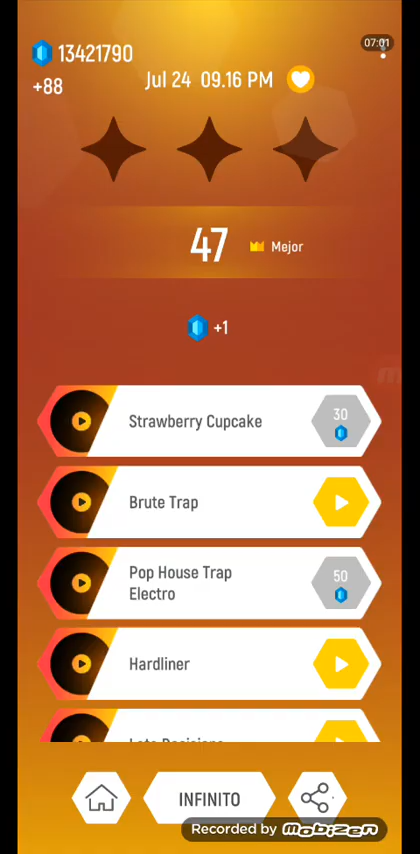 13421790
07:01
+88
Jul 24 09.16 PM
47
Mejor
+1
Strawberry Cupcake
30
Brute Trap
Pop House Trap
Electro
50
Hardliner
INFINITO
Recorded by mobizen